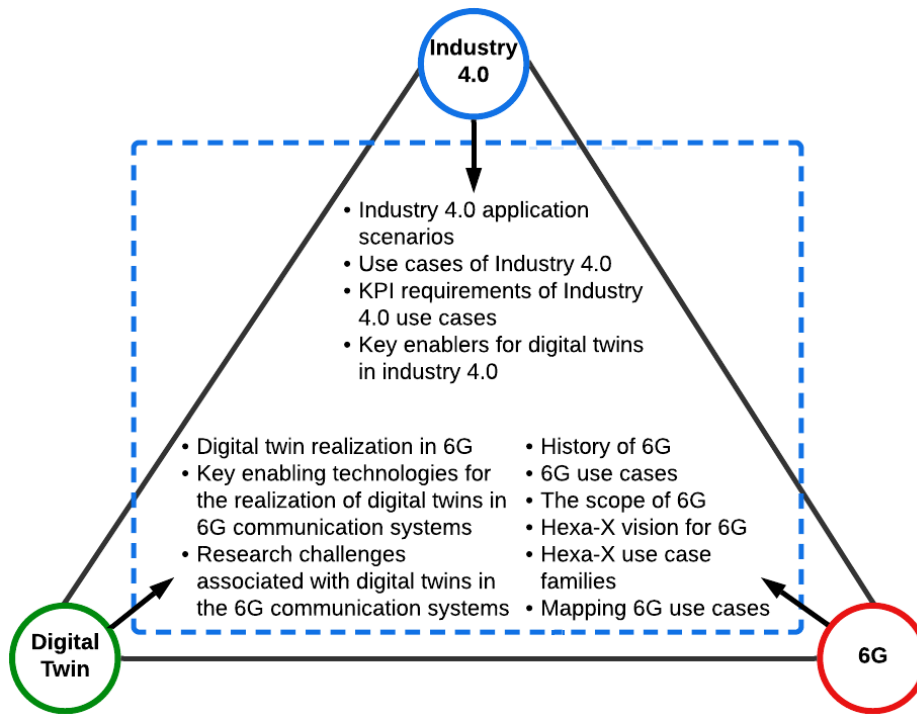 Industry
4.0
• Industry 4.0 application
scenarios
• Use cases of Industry 4.0
• KPI requirements of Industry
4.0 use cases
• Key enablers for digital twins
in industry 4.0
• Digital twin realization in 6G
• Key enabling technologies for
the realization of digital twins in
6G communication systems
• Research challenges
associated with digital twins in
the 6G communication systems
• History of 6G
• 6G use cases
• The scope of 6G
• Hexa-X vision for 6G
• Hexa-X use case
families
• Mapping 6G use cases
Digital
Twin
6G